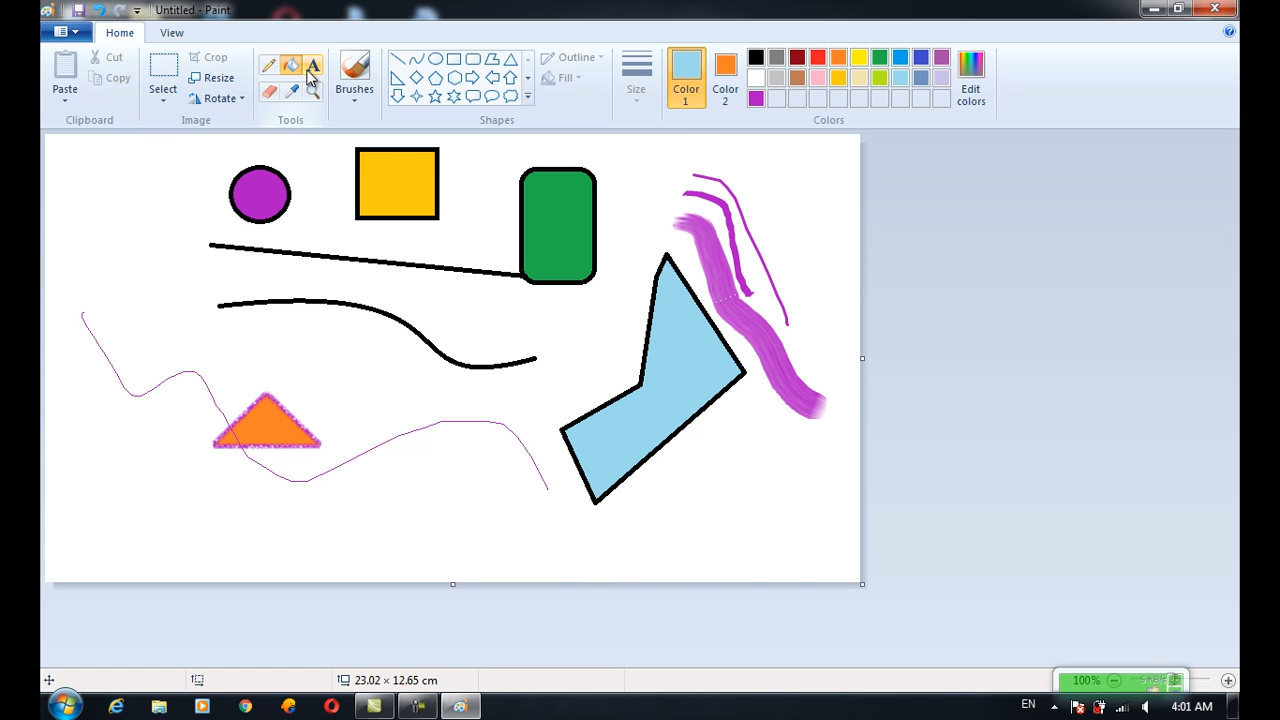 Untitled - Paint
Home View
Paste
Cut
Copy
Clipboard
Select
Crop
Resize
Rotate
Image
A
Tools
Brushes
Outline
Fill
Shapes
Size
Color 1
Color 2
Edit colors
Colors
23.02 × 12.65 cm
100%
EN
4:01 AM